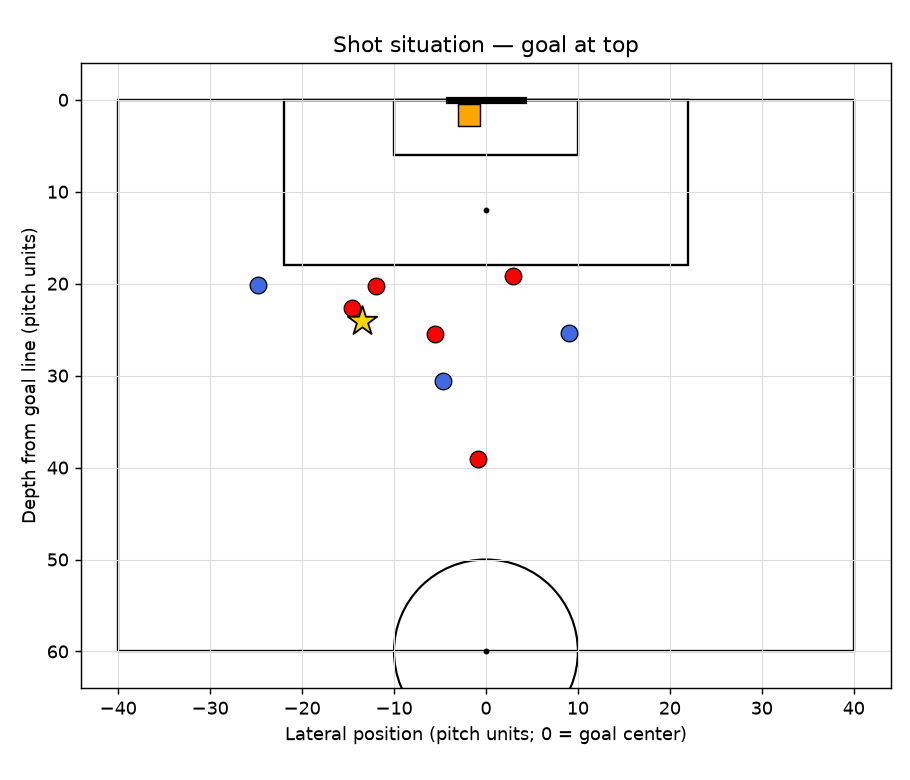 Shot situation — goal at top
0
10
20
30
40
50
60
Depth from goal line (pitch units)
−40 −30 −20 −10 0 10 20 30 40
Lateral position (pitch units; 0 = goal center)